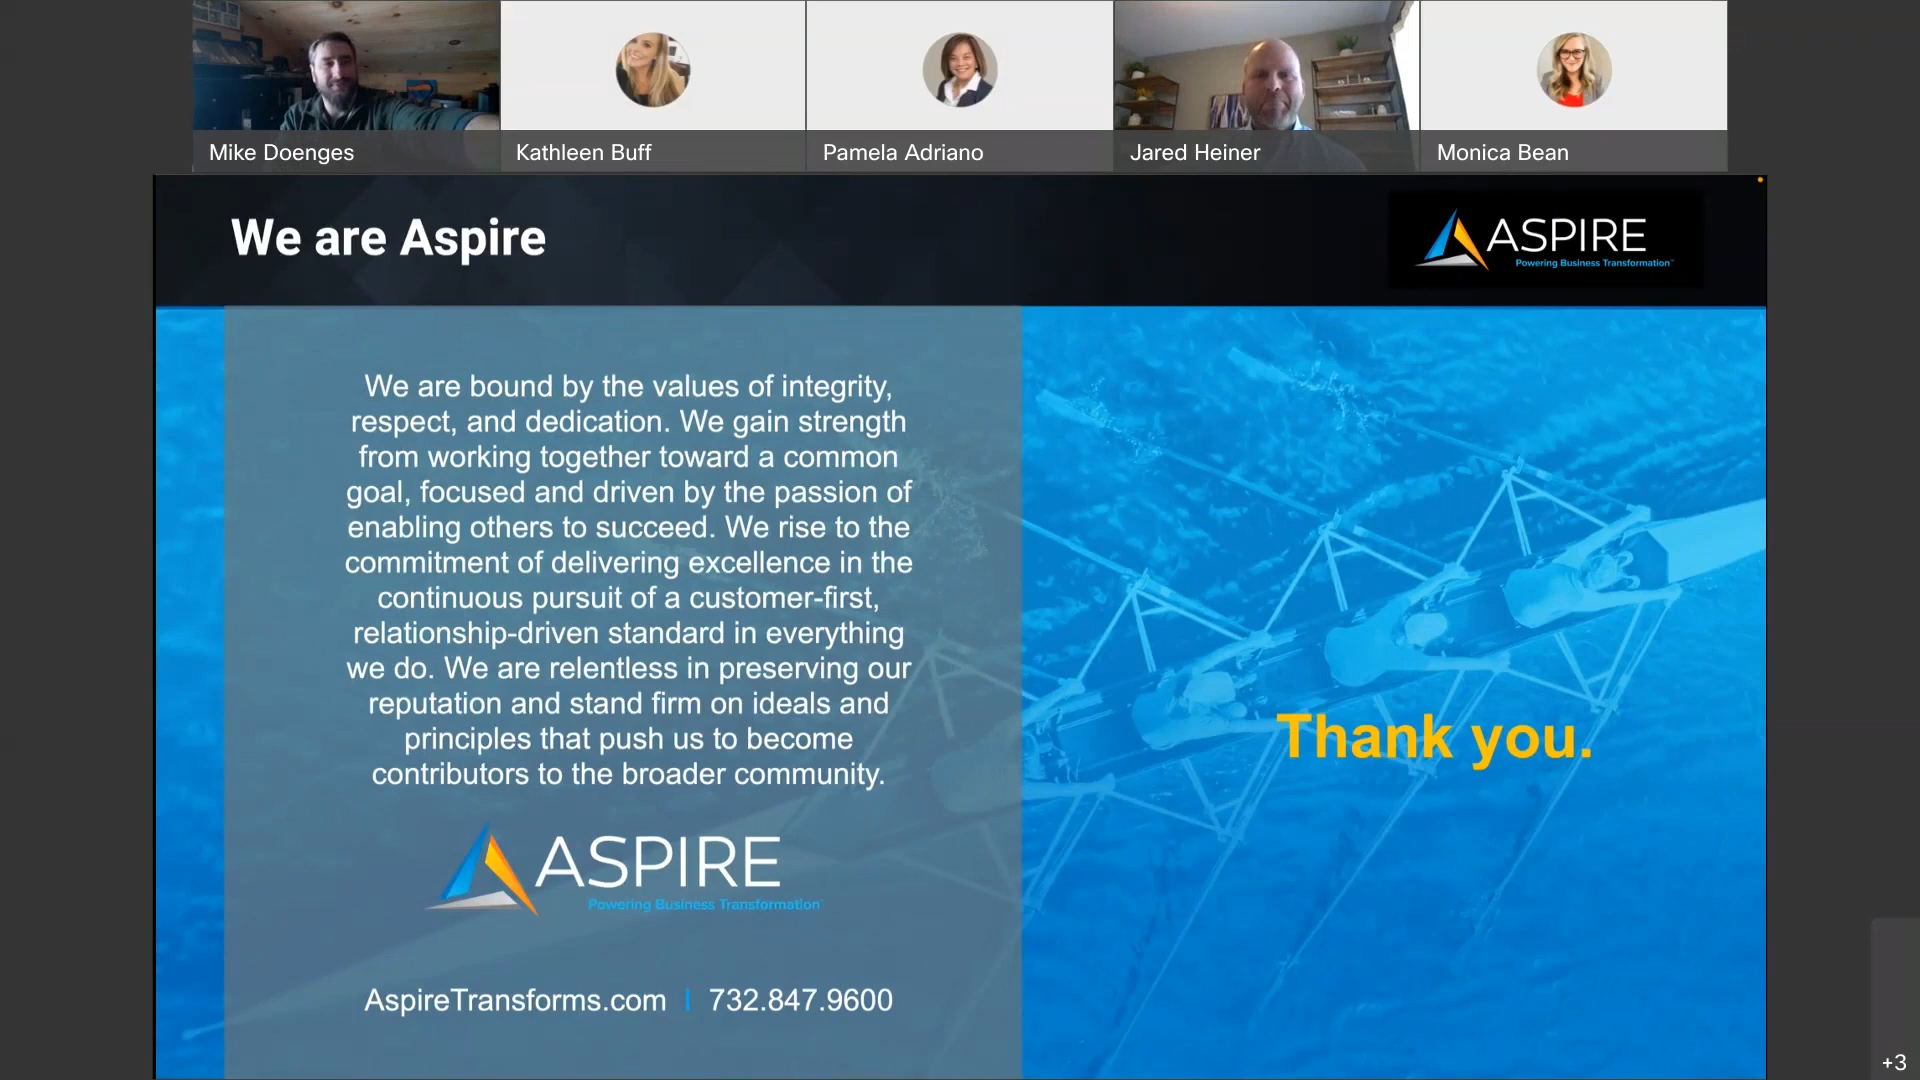 Mike Doenges
Kathleen Buff
Pamela Adriano
Jared Heiner
Monica Bean
We are Aspire
ASPIRE
Powering Business Transformation™
We are bound by the values of integrity,
respect, and dedication. We gain strength
from working together toward a common
goal, focused and driven by the passion of
enabling others to succeed. We rise to the
commitment of delivering excellence in the
continuous pursuit of a customer-first,
relationship-driven standard in everything
we do. We are relentless in preserving our
reputation and stand firm on ideals and
principles that push us to become
contributors to the broader community.
Thank you.
ASPIRE
Powering Business Transformation™
AspireTransforms.com | 732.847.9600
+3